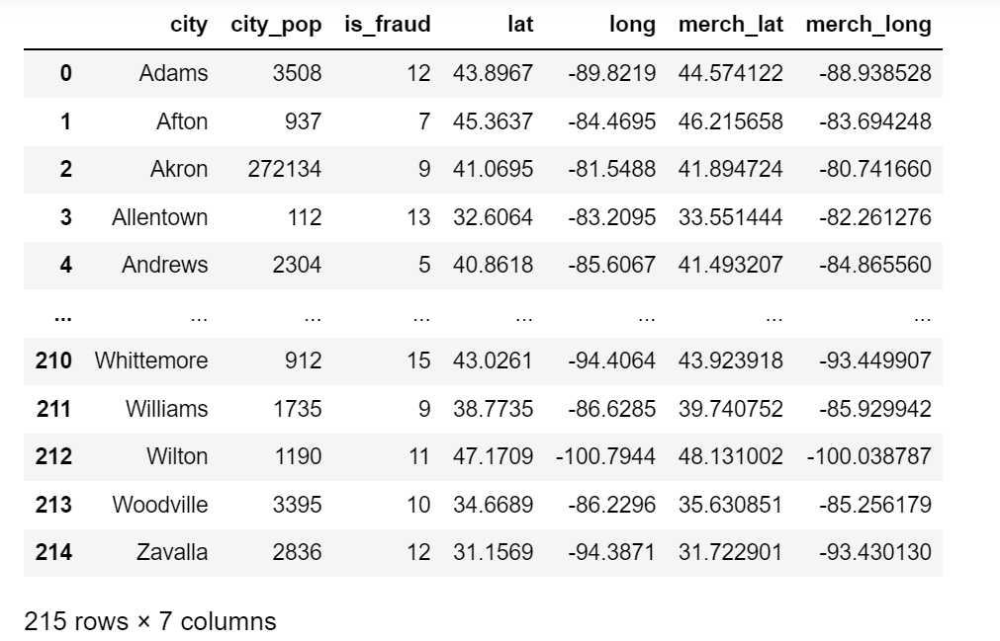 city city_pop is_fraud lat long merch_lat merch_long
0 Adams 3508 12 43.8967 -89.8219 44.574122 -88.938528
1 Afton 937 7 45.3637 -84.4695 46.215658 -83.694248
2 Akron 272134 9 41.0695 -81.5488 41.894724 -80.741660
3 Allentown 112 13 32.6064 -83.2095 33.551444 -82.261276
4 Andrews 2304 5 40.8618 -85.6067 41.493207 -84.865560
... ... ... ... ... ... ... ...
210 Whittemore 912 15 43.0261 -94.4064 43.923918 -93.449907
211 Williams 1735 9 38.7735 -86.6285 39.740752 -85.929942
212 Wilton 1190 11 47.1709 -100.7944 48.131002 -100.038787
213 Woodville 3395 10 34.6689 -86.2296 35.630851 -85.256179
214 Zavalla 2836 12 31.1569 -94.3871 31.722901 -93.430130
215 rows × 7 columns